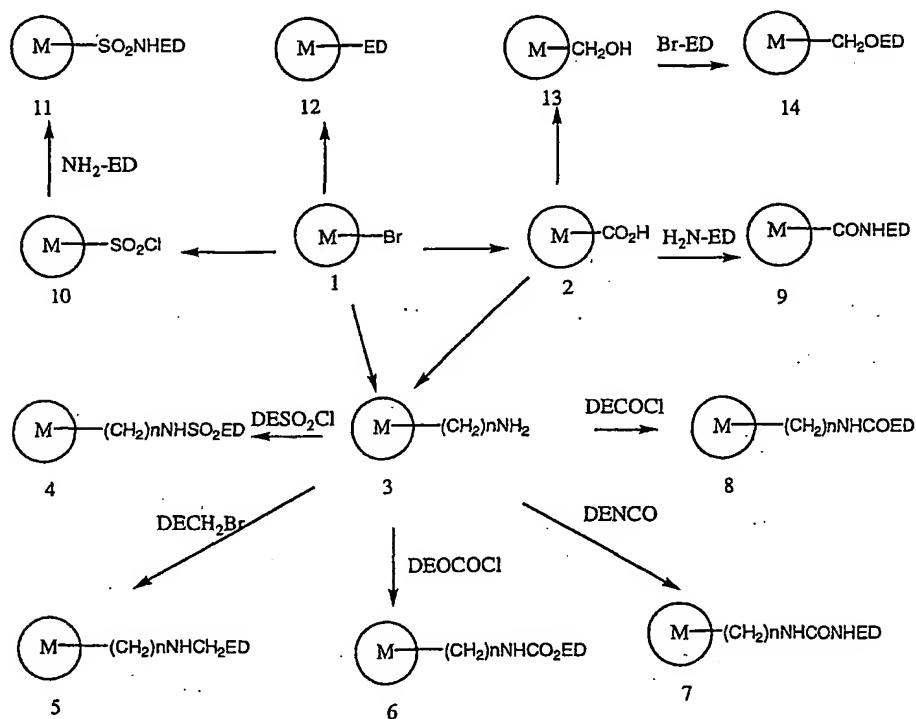 M SO₂NHED
11
M ED
12
M CH₂OH
13
Br-ED
M CH₂OED
14
NH₂-ED
M SO₂Cl
10
M Br
1
M CO₂H
2
H₂N-ED
M CONHED
9
M (CH₂)nNHSO₂ED
4
DESO₂Cl
M (CH₂)nNH₂
3
DECOCl
M (CH₂)nNHCOED
8
DECH₂Br
DEOCOCl
DENCO
M (CH₂)nNHCH₂ED
5
M (CH₂)nNHCO₂ED
6
M (CH₂)nNHCONHED
7